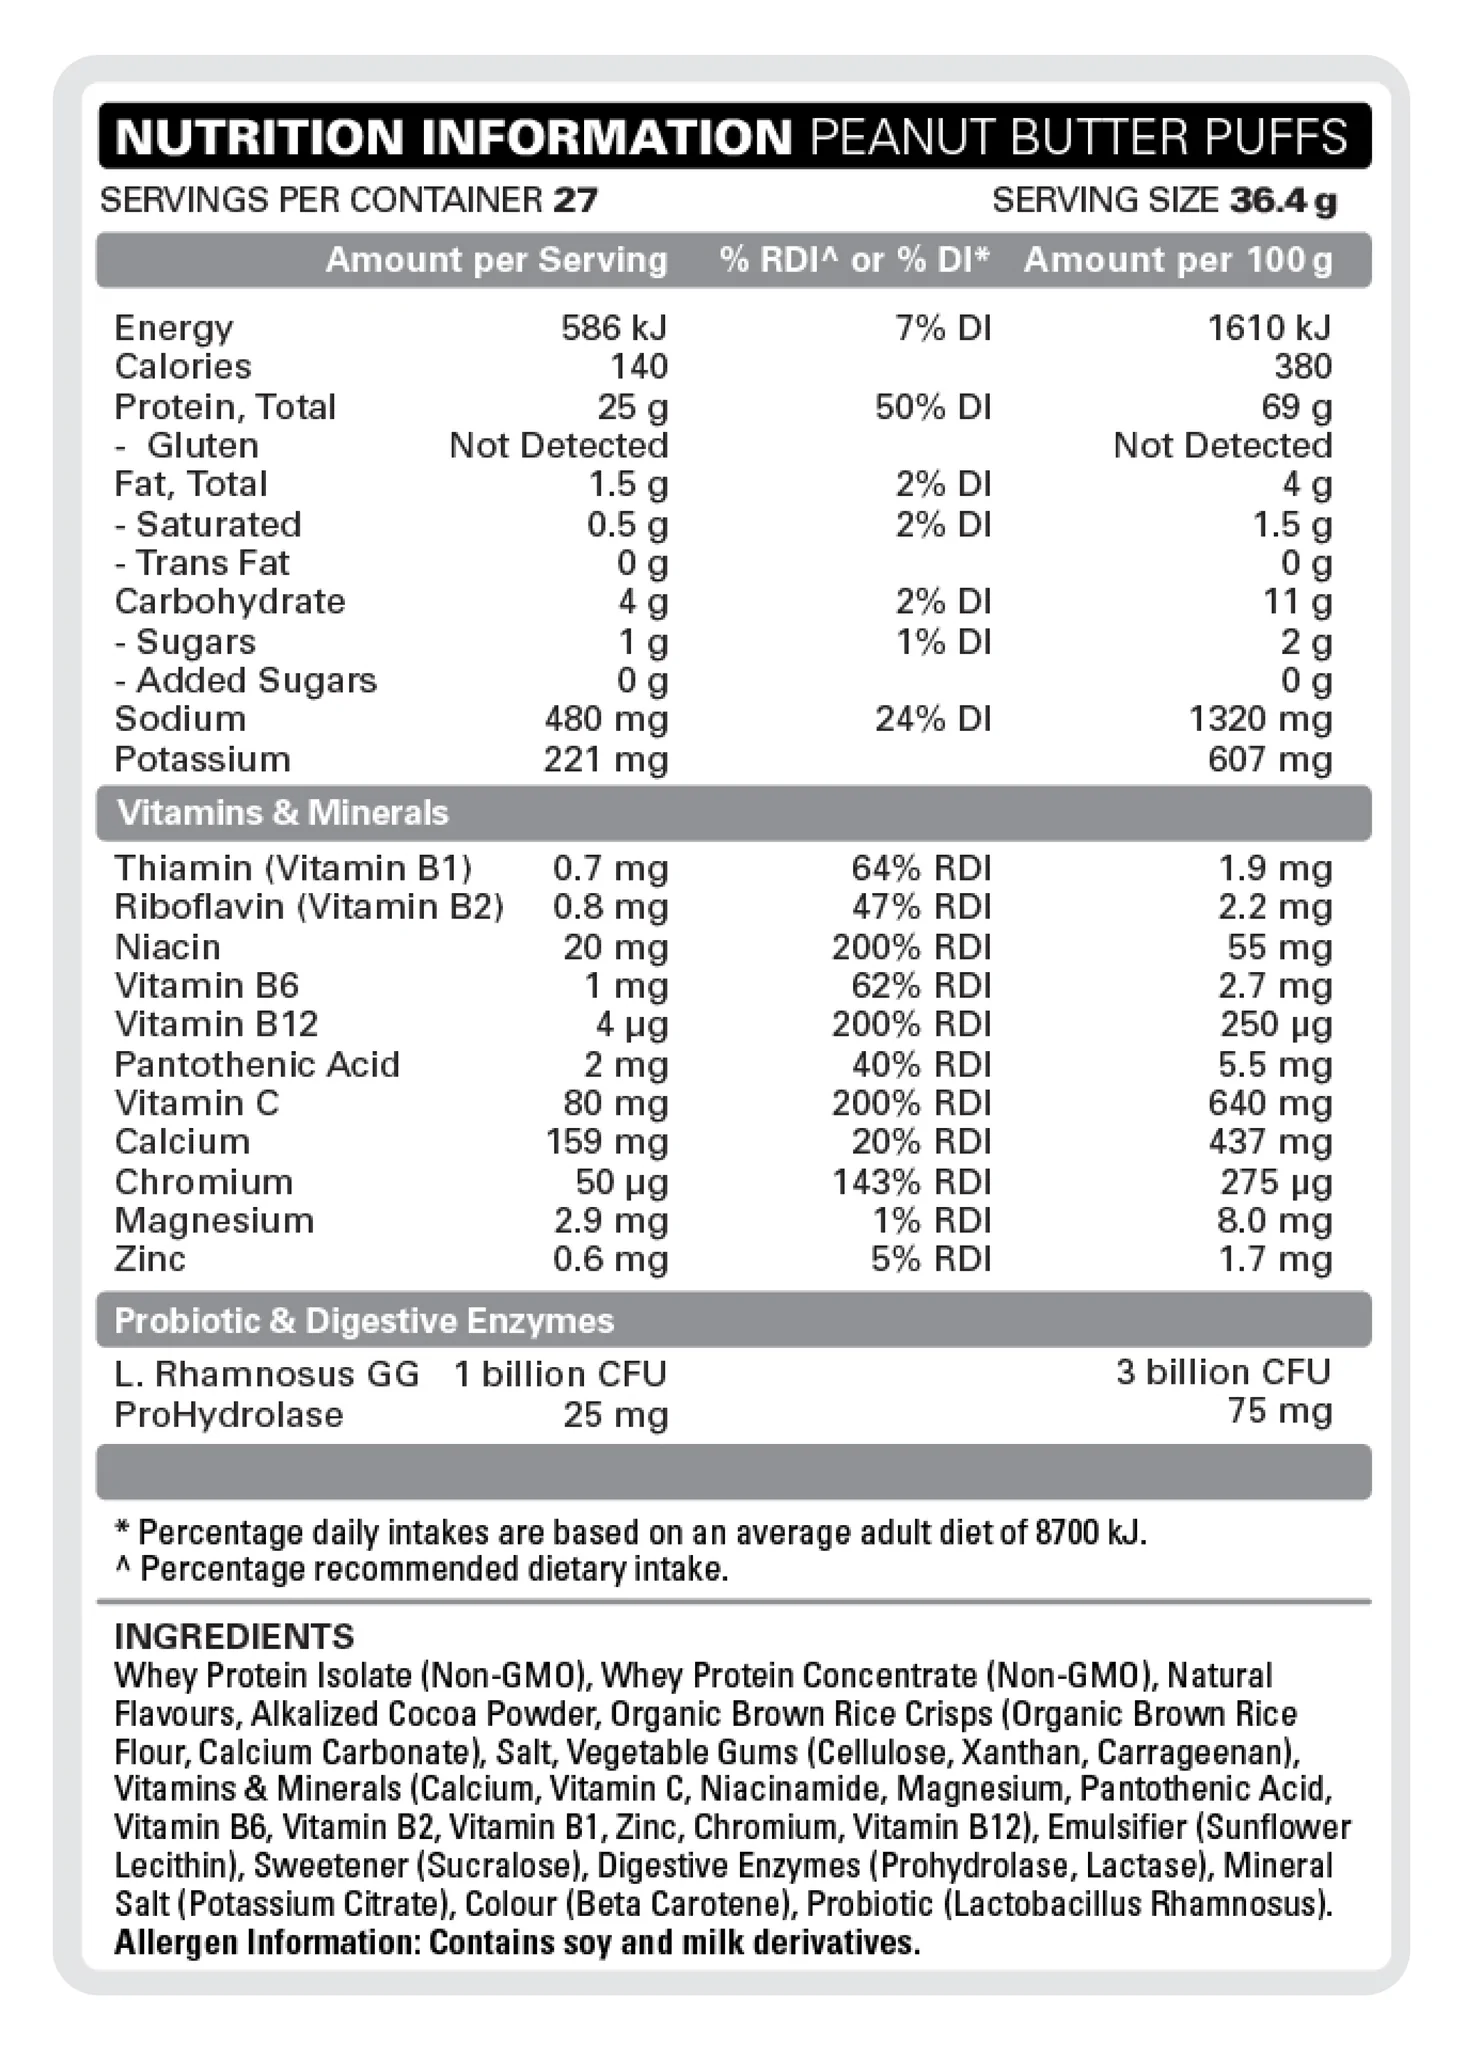 NUTRITION INFORMATION PEANUT BUTTER PUFFS
SERVINGS PER CONTAINER 27 SERVING SIZE 36.4 g
Amount per Serving % RDI^ or % DI* Amount per 100 g
Energy 586 kJ 7% DI 1610 kJ
Calories 140 380
Protein, Total 25 g 50% DI 69 g
- Gluten Not Detected Not Detected
Fat, Total 1.5 g 2% DI 4 g
- Saturated 0.5 g 2% DI 1.5 g
- Trans Fat 0 g 0 g
Carbohydrate 4 g 2% DI 11 g
- Sugars 1 g 1% DI 2 g
- Added Sugars 0 g 0 g
Sodium 480 mg 24% DI 1320 mg
Potassium 221 mg 607 mg
Vitamins & Minerals
Thiamin (Vitamin B1) 0.7 mg 64% RDI 1.9 mg
Riboflavin (Vitamin B2) 0.8 mg 47% RDI 2.2 mg
Niacin 20 mg 200% RDI 55 mg
Vitamin B6 1 mg 62% RDI 2.7 mg
Vitamin B12 4 µg 200% RDI 250 µg
Pantothenic Acid 2 mg 40% RDI 5.5 mg
Vitamin C 80 mg 200% RDI 640 mg
Calcium 159 mg 20% RDI 437 mg
Chromium 50 µg 143% RDI 275 µg
Magnesium 2.9 mg 1% RDI 8.0 mg
Zinc 0.6 mg 5% RDI 1.7 mg
Probiotic & Digestive Enzymes
L. Rhamnosus GG 1 billion CFU 3 billion CFU
ProHydrolase 25 mg 75 mg
* Percentage daily intakes are based on an average adult diet of 8700 kJ.
^ Percentage recommended dietary intake.
INGREDIENTS
Whey Protein Isolate (Non-GMO), Whey Protein Concentrate (Non-GMO), Natural
Flavours, Alkalized Cocoa Powder, Organic Brown Rice Crisps (Organic Brown Rice
Flour, Calcium Carbonate), Salt, Vegetable Gums (Cellulose, Xanthan, Carrageenan),
Vitamins & Minerals (Calcium, Vitamin C, Niacinamide, Magnesium, Pantothenic Acid,
Vitamin B6, Vitamin B2, Vitamin B1, Zinc, Chromium, Vitamin B12), Emulsifier (Sunflower
Lecithin), Sweetener (Sucralose), Digestive Enzymes (Prohydrolase, Lactase), Mineral
Salt (Potassium Citrate), Colour (Beta Carotene), Probiotic (Lactobacillus Rhamnosus).
Allergen Information: Contains soy and milk derivatives.